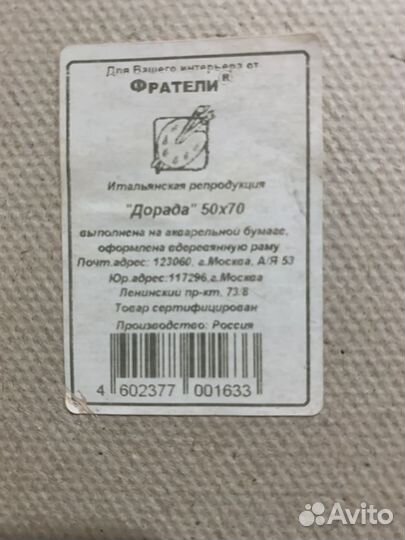 Для Вашего интерьера от
ФРАТЕЛИ®
Итальянская репродукция
"Дорада" 50х70
выполнена на акварельной бумаге,
оформлена вдеревянную раму
Почт.адрес: 123060, г.Москва, А/Я 53
Юр.адрес:117296,г.Москва
Ленинский пр-кт, 73/8
Товар сертифицирован
Производство: Россия
4 602377 001633
Avito